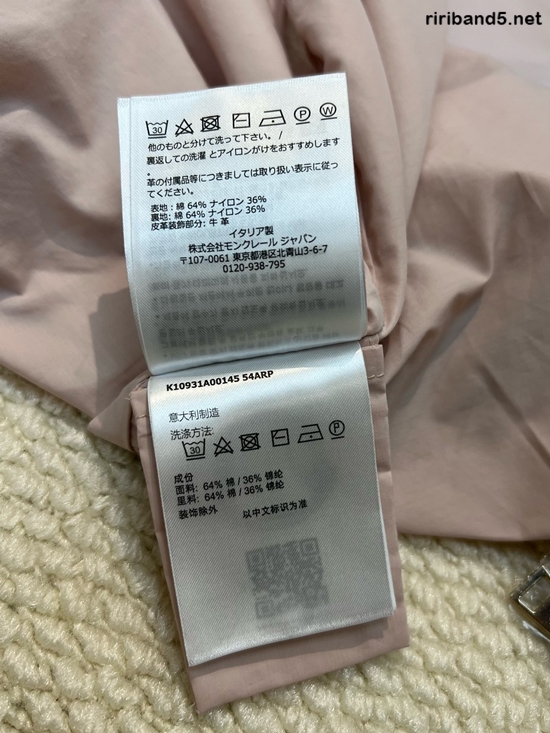 ririband5.net
30
P
W
他のものと分けて洗って下さい。/
裏返しての洗濯 とアイロンがけをおすすめします
。
革の付属品等につきましては取り扱い表示に従っ
てください。
表地 : 綿 64% ナイロン 36%
裏地 : 綿 64% ナイロン 36%
皮革装飾部分 : 牛 革
イタリア製
株式会社モンクレール ジャパン
〒107-0061 東京都港区北青山3-6-7
0120-938-795
K10931A00145 54ARP
意大利制造
洗涤方法:
30
P
成份
面料: 64% 棉 / 36% 锦纶
里料: 64% 棉 / 36% 锦纶
装饰除外 以中文标识为准